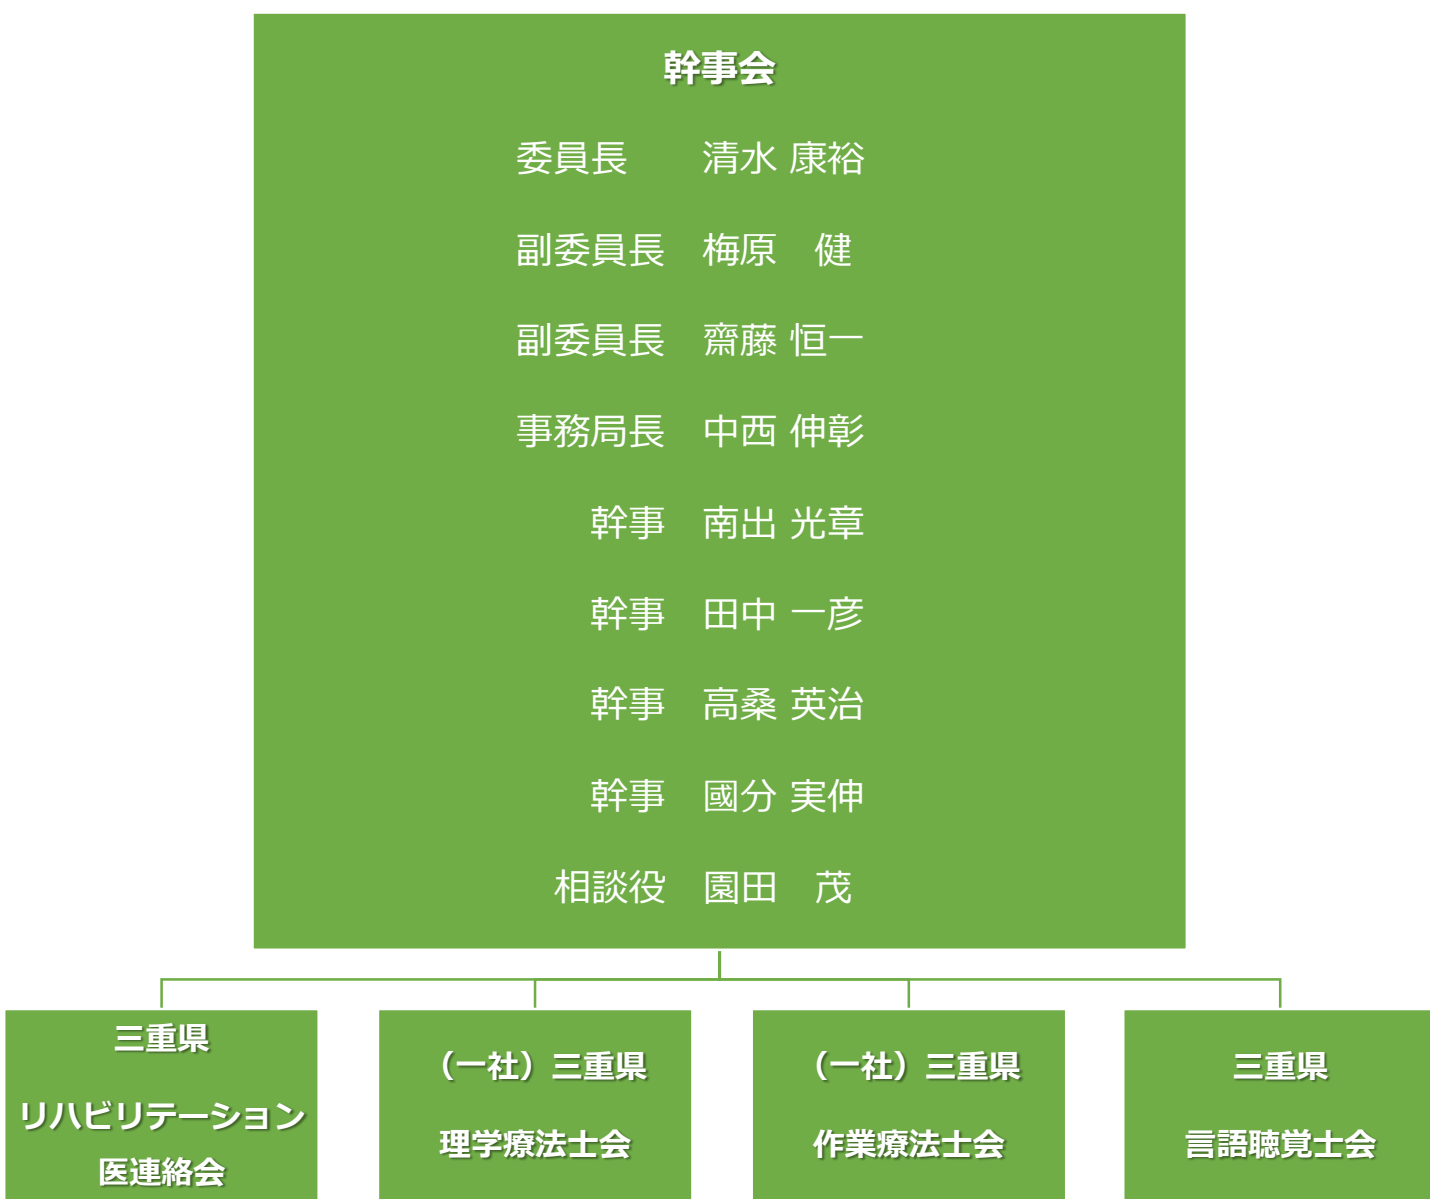 幹事会
委員長　　清水 康裕
副委員長　梅原　健
副委員長　齋藤 恒一
事務局長　中西 伸彰
幹事　南出 光章
幹事　田中 一彦
幹事　高桑 英治
幹事　國分 実伸
相談役　園田　茂
三重県
リハビリテーション
医連絡会
（一社）三重県
理学療法士会
（一社）三重県
作業療法士会
三重県
言語聴覚士会